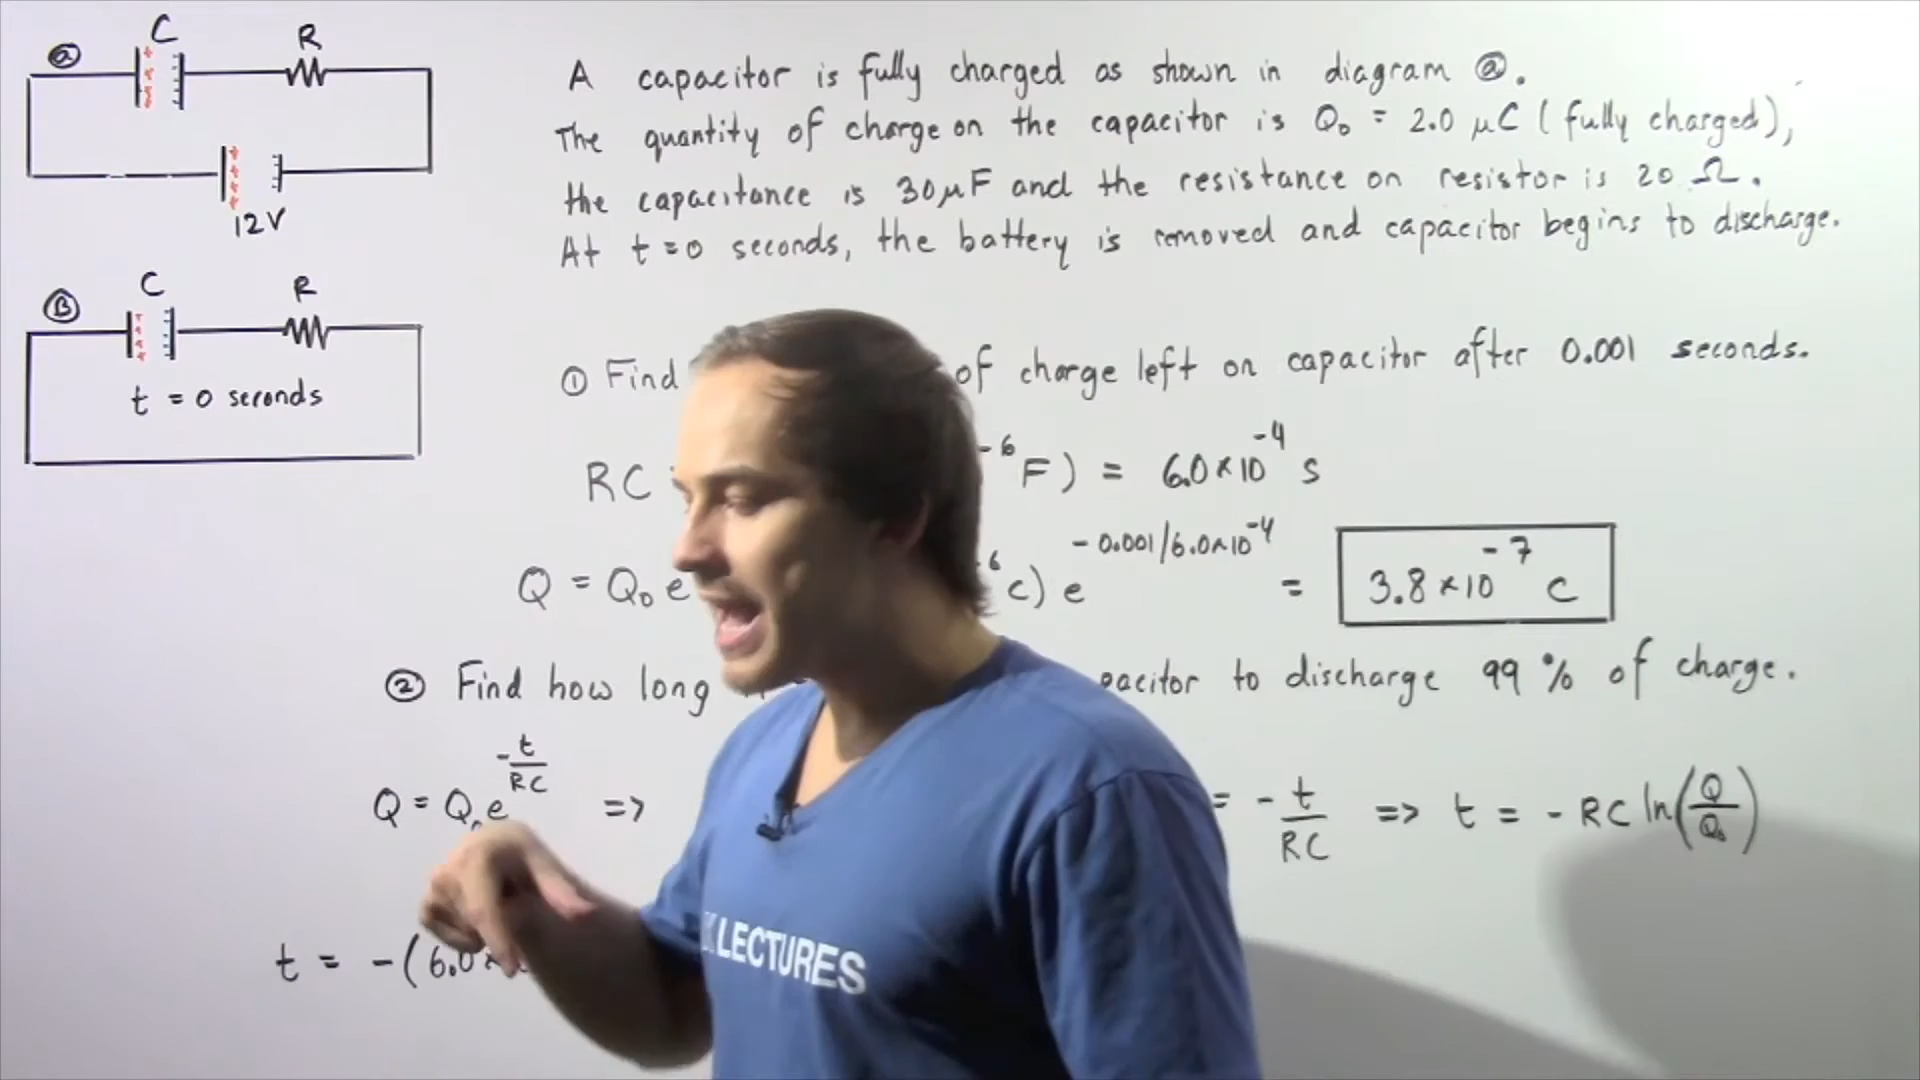 ⓐ C R
12V
Ⓑ C R
t = 0 seconds
A capacitor is fully charged as shown in diagram ⓐ.
The quantity of charge on the capacitor is Q₀ = 2.0 μC (fully charged),
the capacitance is 30μF and the resistance on resistor is 20 Ω.
At t=0 seconds, the battery is removed and capacitor begins to discharge.
① Find of charge left on capacitor after 0.001 seconds.
RC ⁻⁶F) = 6.0×10⁻⁴ s
Q = Q₀ e ⁻⁶ C) e^-0.001/6.0×10⁻⁴ = 3.8×10⁻⁷ C
② Find how long to discharge 99% of charge.
Q = Q₀e^-t/RC => = -t/RC => t = -RC ln(Q/Q₀)
t = -(6.0×
LECTURES